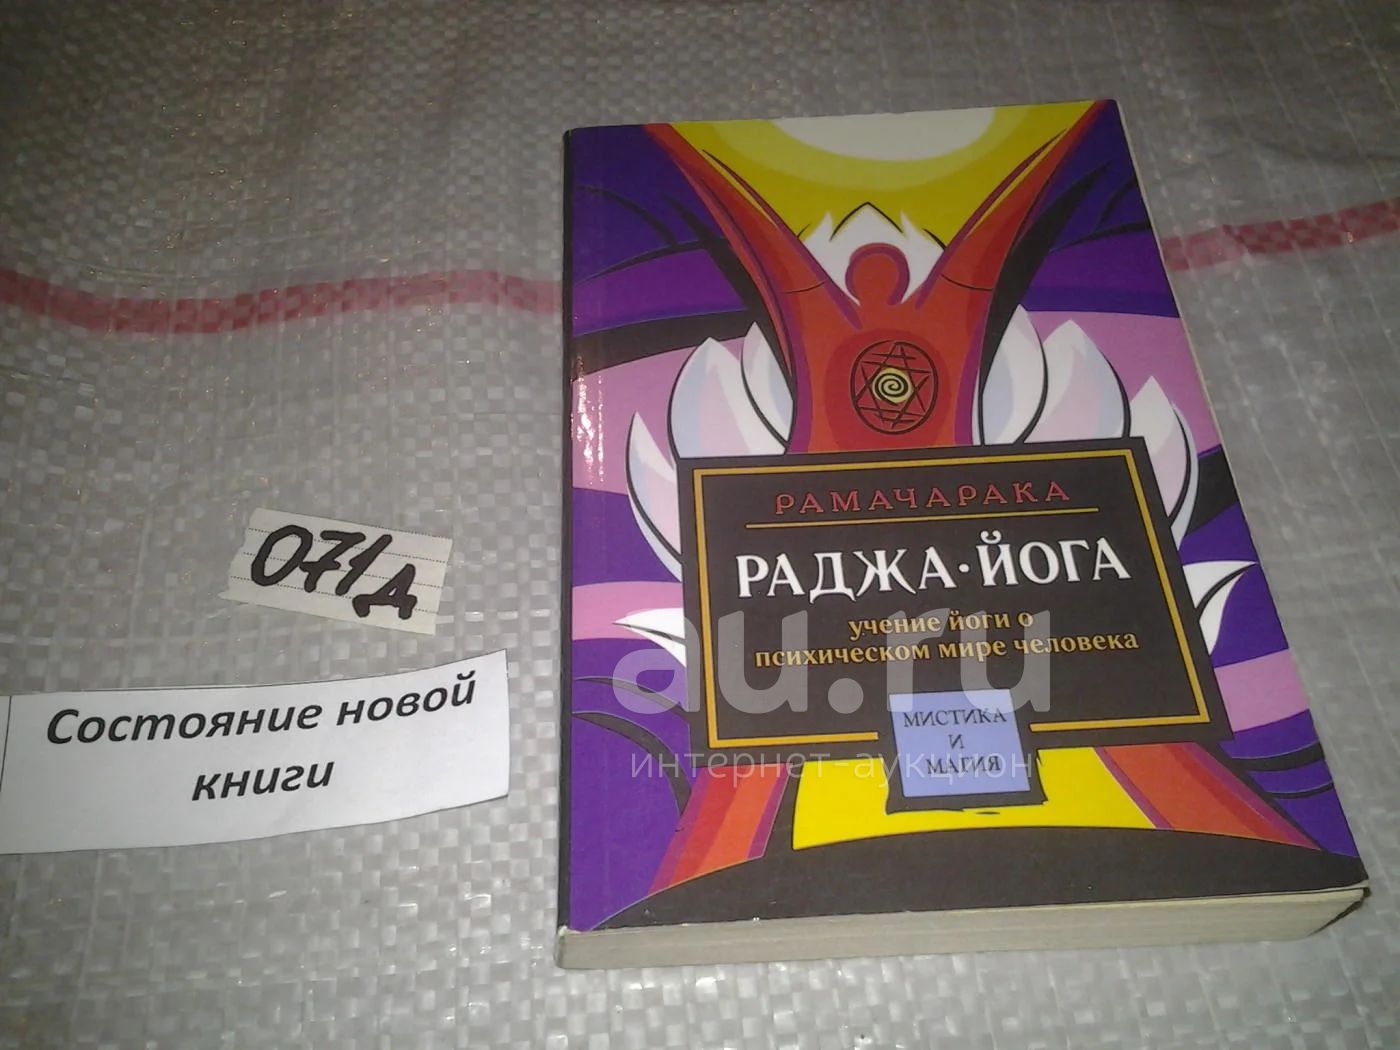 071д
Состояние новой
книги
РАМАЧАРАКА
РАДЖА·ЙОГА
учение йоги о
психическом мире человека
МИСТИКА
И
МАГИЯ
au.ru
интернет-аукцион